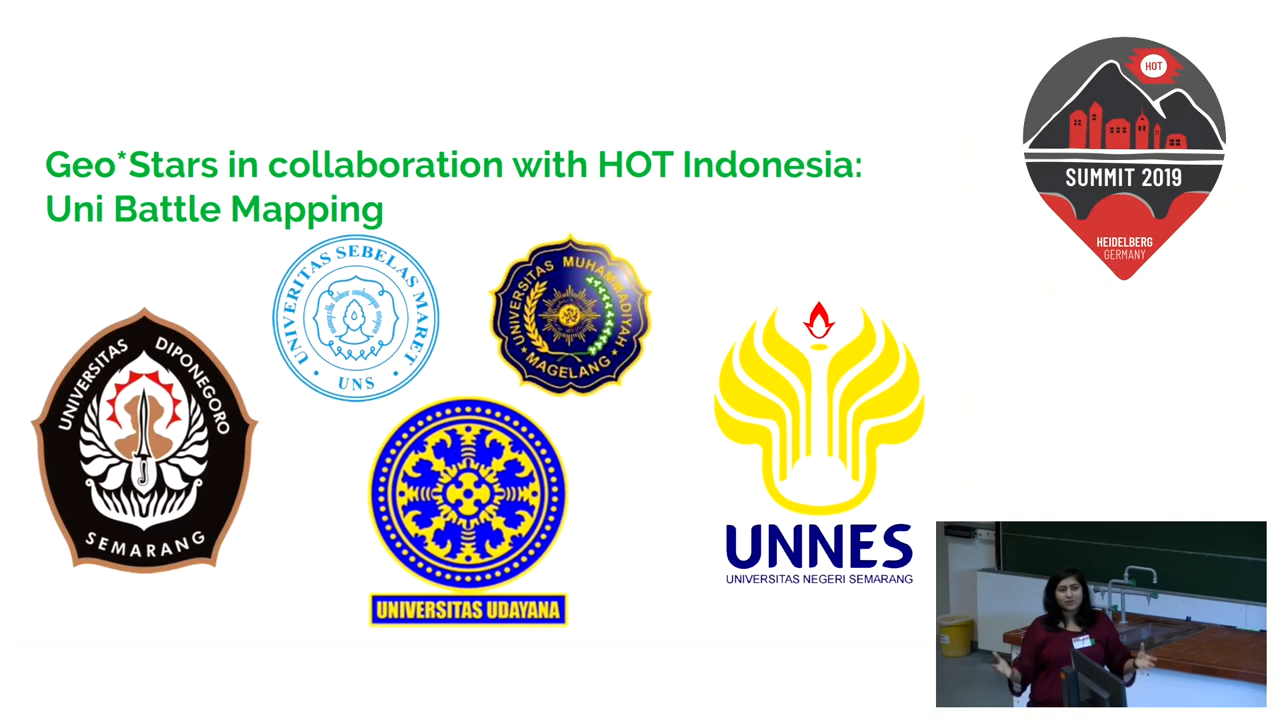 Geo*Stars in collaboration with HOT Indonesia:
Uni Battle Mapping
HOT
SUMMIT 2019
HEIDELBERG
GERMANY
UNIVERSITAS DIPONEGORO
SEMARANG
UNIVERITAS SEBELAS MARET
UNS
UNIVERSITAS MUHAMMADIYAH
MAGELANG
UNIVERSITAS UDAYANA
UNNES
UNIVERSITAS NEGERI SEMARANG